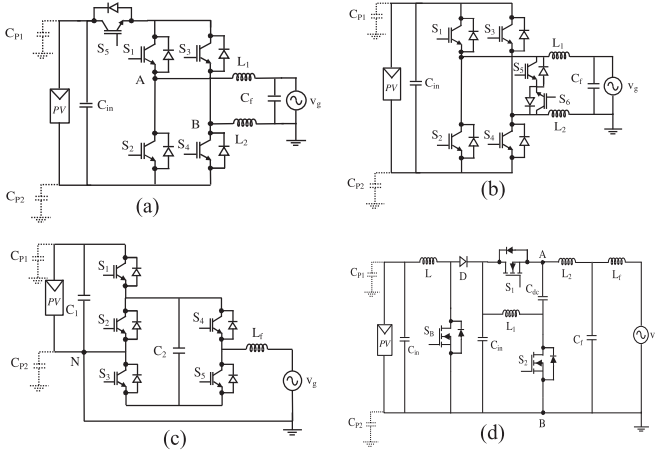 C_P1
S_5
S_1
S_3
PV
C_in
A
L_1
C_f
v_g
B
L_2
S_2
S_4
C_P2
(a)
C_P1
S_1
S_3
L_1
S_5
PV
C_in
C_f
v_g
S_6
L_2
S_2
S_4
C_P2
(b)
C_P1
S_1
PV
C_1
S_2
S_4
L_f
C_P2
N
C_2
v_g
S_3
S_5
(c)
A
C_P1
L
D
S_1
L_2
L_f
C_dc
L_1
S_B
PV
C_in
C_in
C_f
v
S_2
C_P2
B
(d)